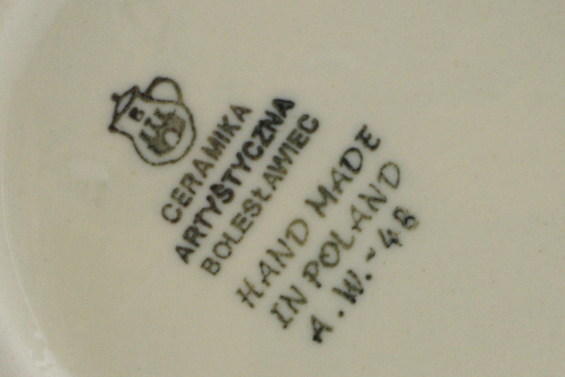 B
CERAMIKA
ARTYSTYCZNA
BOLESŁAWIEC
HAND MADE
IN POLAND
A.W.-48